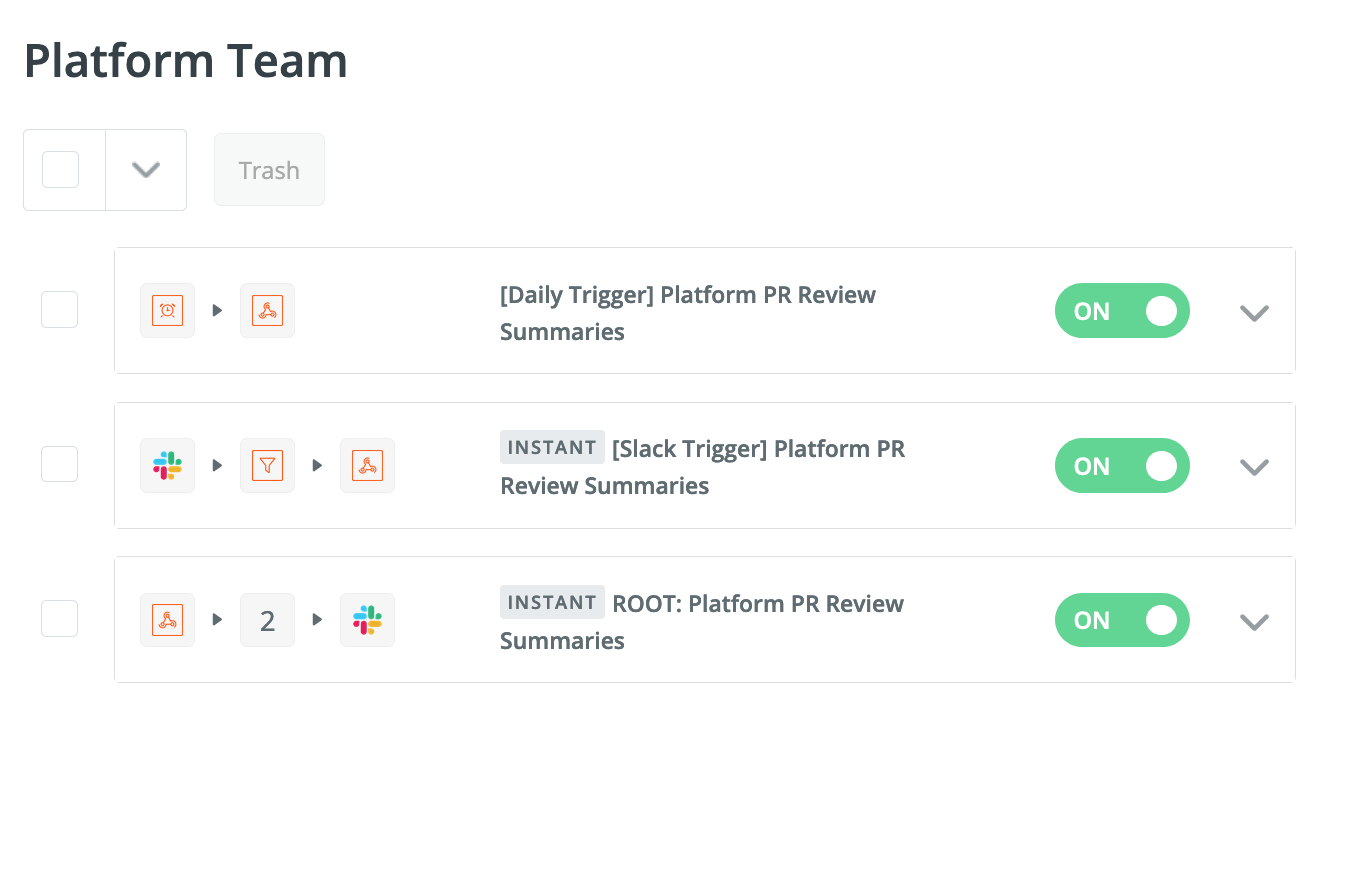 Platform Team
Trash
[Daily Trigger] Platform PR Review
Summaries
ON
INSTANT [Slack Trigger] Platform PR
Review Summaries
ON
2
INSTANT ROOT: Platform PR Review
Summaries
ON